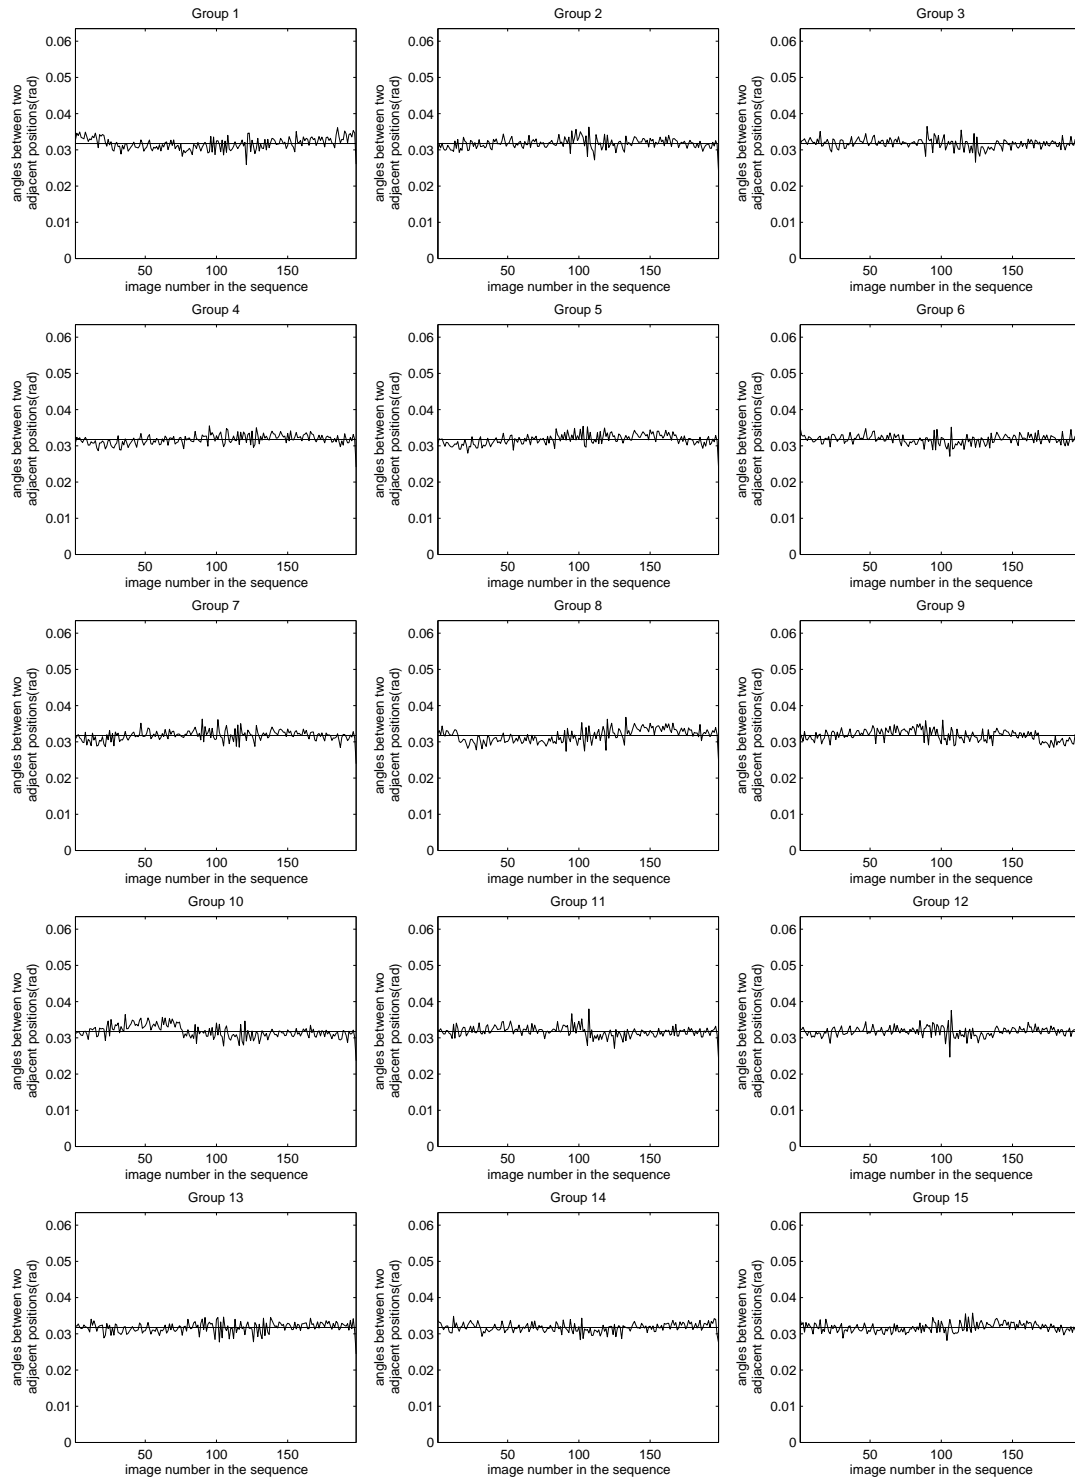 Group 1
0.06
0.05
0.04
0.03
0.02
0.01
0
50 100 150
angles between two
adjacent positions(rad)
image number in the sequence
Group 2
0.06
0.05
0.04
0.03
0.02
0.01
0
50 100 150
angles between two
adjacent positions(rad)
image number in the sequence
Group 3
0.06
0.05
0.04
0.03
0.02
0.01
0
50 100 150
angles between two
adjacent positions(rad)
image number in the sequence
Group 4
0.06
0.05
0.04
0.03
0.02
0.01
0
50 100 150
angles between two
adjacent positions(rad)
image number in the sequence
Group 5
0.06
0.05
0.04
0.03
0.02
0.01
0
50 100 150
angles between two
adjacent positions(rad)
image number in the sequence
Group 6
0.06
0.05
0.04
0.03
0.02
0.01
0
50 100 150
angles between two
adjacent positions(rad)
image number in the sequence
Group 7
0.06
0.05
0.04
0.03
0.02
0.01
0
50 100 150
angles between two
adjacent positions(rad)
image number in the sequence
Group 8
0.06
0.05
0.04
0.03
0.02
0.01
0
50 100 150
angles between two
adjacent positions(rad)
image number in the sequence
Group 9
0.06
0.05
0.04
0.03
0.02
0.01
0
50 100 150
angles between two
adjacent positions(rad)
image number in the sequence
Group 10
0.06
0.05
0.04
0.03
0.02
0.01
0
50 100 150
angles between two
adjacent positions(rad)
image number in the sequence
Group 11
0.06
0.05
0.04
0.03
0.02
0.01
0
50 100 150
angles between two
adjacent positions(rad)
image number in the sequence
Group 12
0.06
0.05
0.04
0.03
0.02
0.01
0
50 100 150
angles between two
adjacent positions(rad)
image number in the sequence
Group 13
0.06
0.05
0.04
0.03
0.02
0.01
0
50 100 150
angles between two
adjacent positions(rad)
image number in the sequence
Group 14
0.06
0.05
0.04
0.03
0.02
0.01
0
50 100 150
angles between two
adjacent positions(rad)
image number in the sequence
Group 15
0.06
0.05
0.04
0.03
0.02
0.01
0
50 100 150
angles between two
adjacent positions(rad)
image number in the sequence